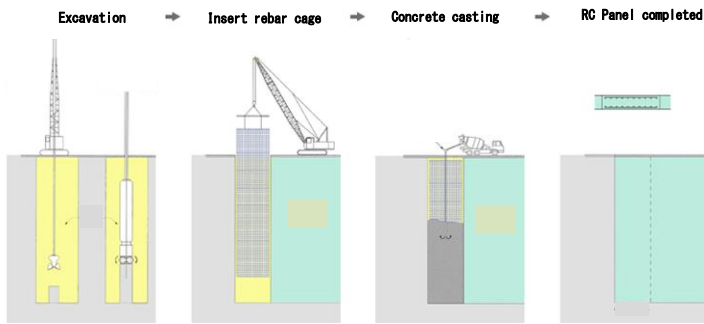 Excavation → Insert rebar cage → Concrete casting → RC Panel completed